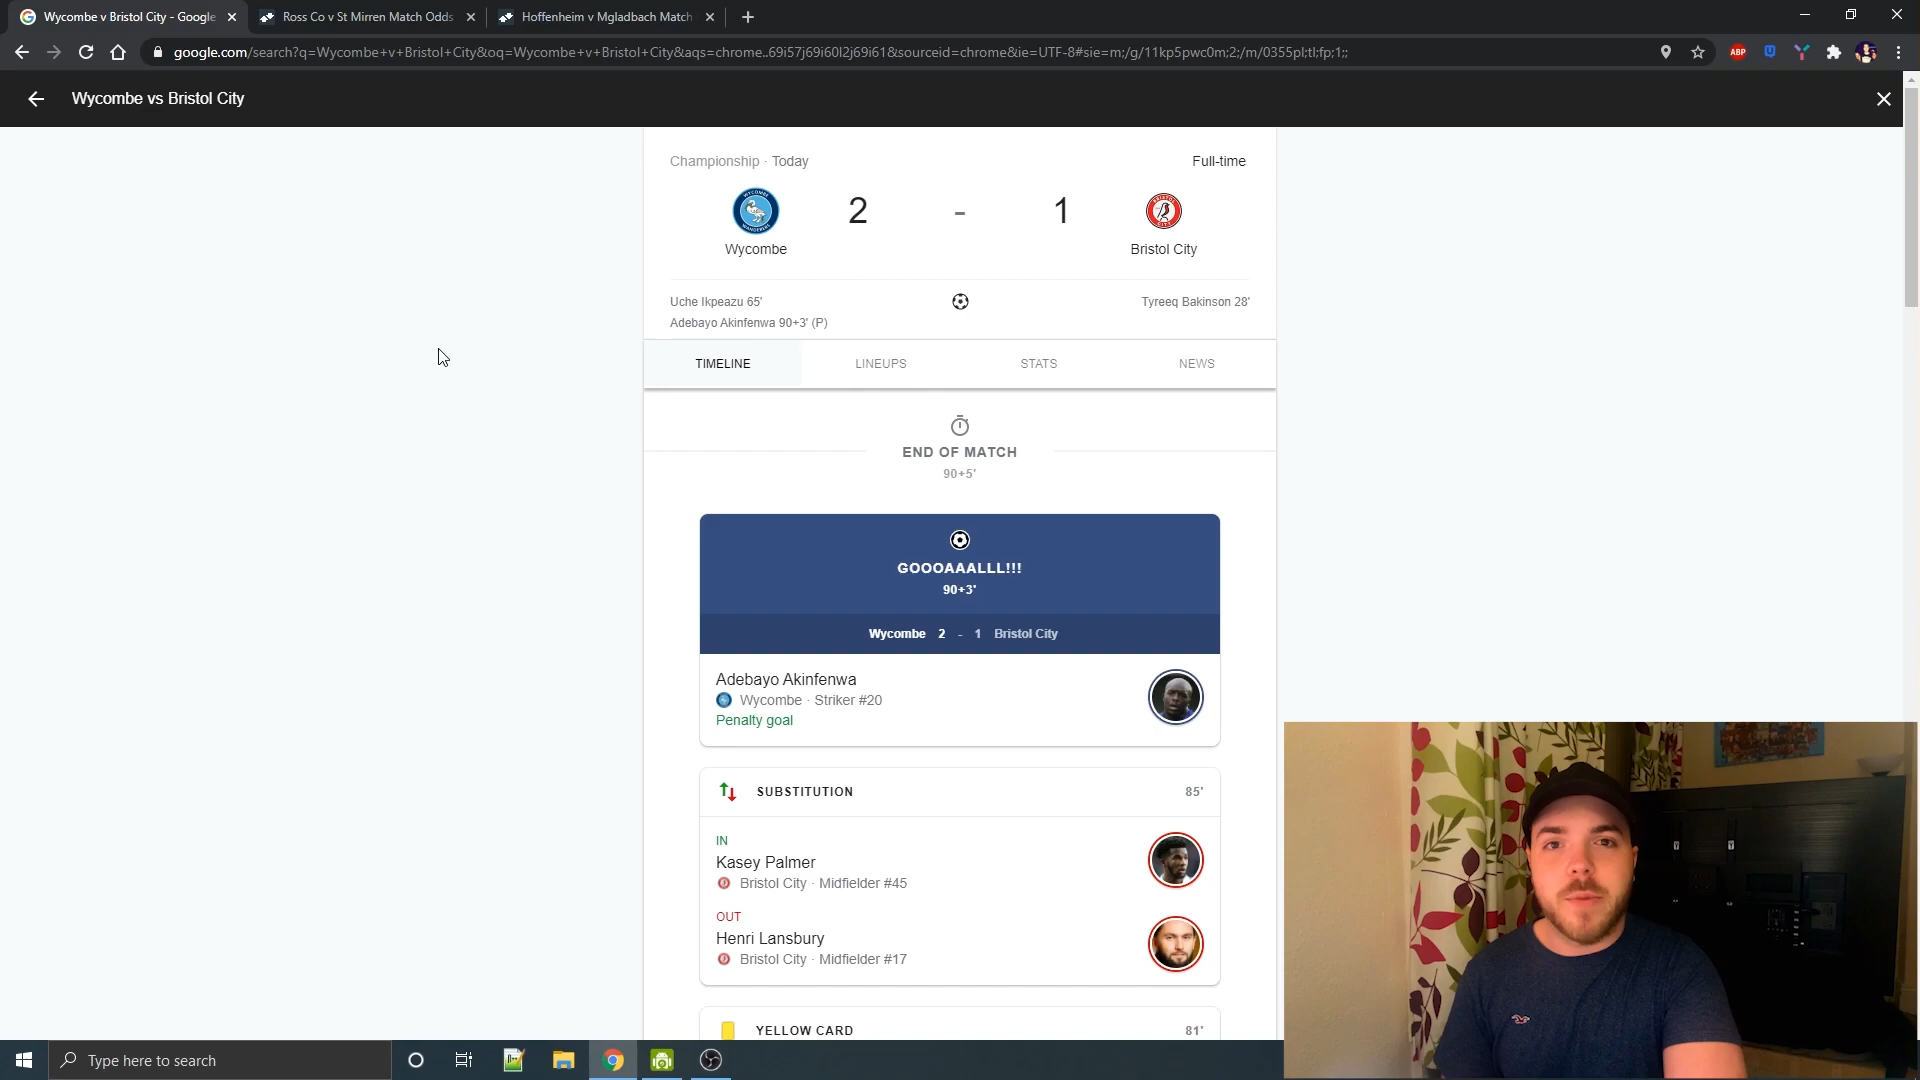 Wycombe v Bristol City - Google
Ross Co v St Mirren Match Odds
Hoffenheim v Mgladbach Match
google.com/search?q=Wycombe+v+Bristol+City&oq=Wycombe+v+Bristol+City&aqs=chrome..69i57j69i60l2j69i61&sourceid=chrome&ie=UTF-8#sie=m;/g/11kp5pwc0m;2;/m/0355pl;tl;fp;1;;
ABP
Wycombe vs Bristol City
Championship · Today
Full-time
2 - 1
Wycombe
Bristol City
Uche Ikpeazu 65'
Tyreeq Bakinson 28'
Adebayo Akinfenwa 90+3' (P)
TIMELINE
LINEUPS
STATS
NEWS
END OF MATCH
90+5'
GOOOAAALLL!!!
90+3'
Wycombe 2 - 1 Bristol City
Adebayo Akinfenwa
Wycombe · Striker #20
Penalty goal
SUBSTITUTION
85'
IN
Kasey Palmer
Bristol City · Midfielder #45
OUT
Henri Lansbury
Bristol City · Midfielder #17
YELLOW CARD
81'
Type here to search